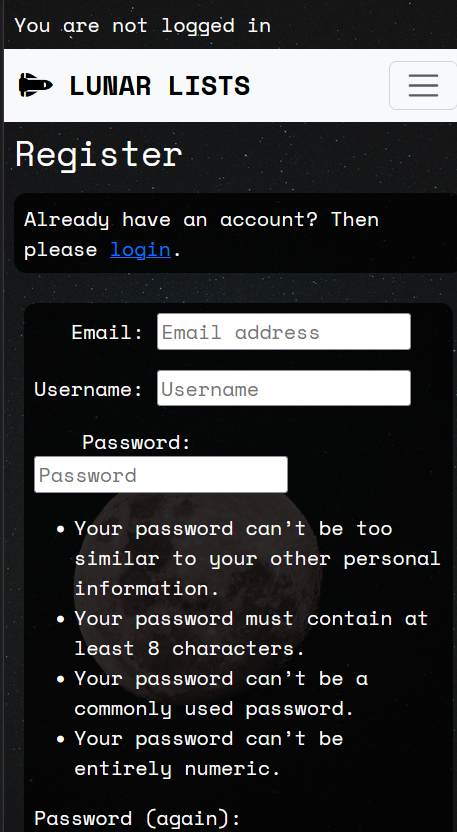 You are not logged in
LUNAR LISTS
Register
Already have an account? Then
please login.
Email: Email address
Username: Username
Password:
Password
• Your password can't be too
similar to your other personal
information.
• Your password must contain at
least 8 characters.
• Your password can't be a
commonly used password.
• Your password can't be
entirely numeric.
Password (again):